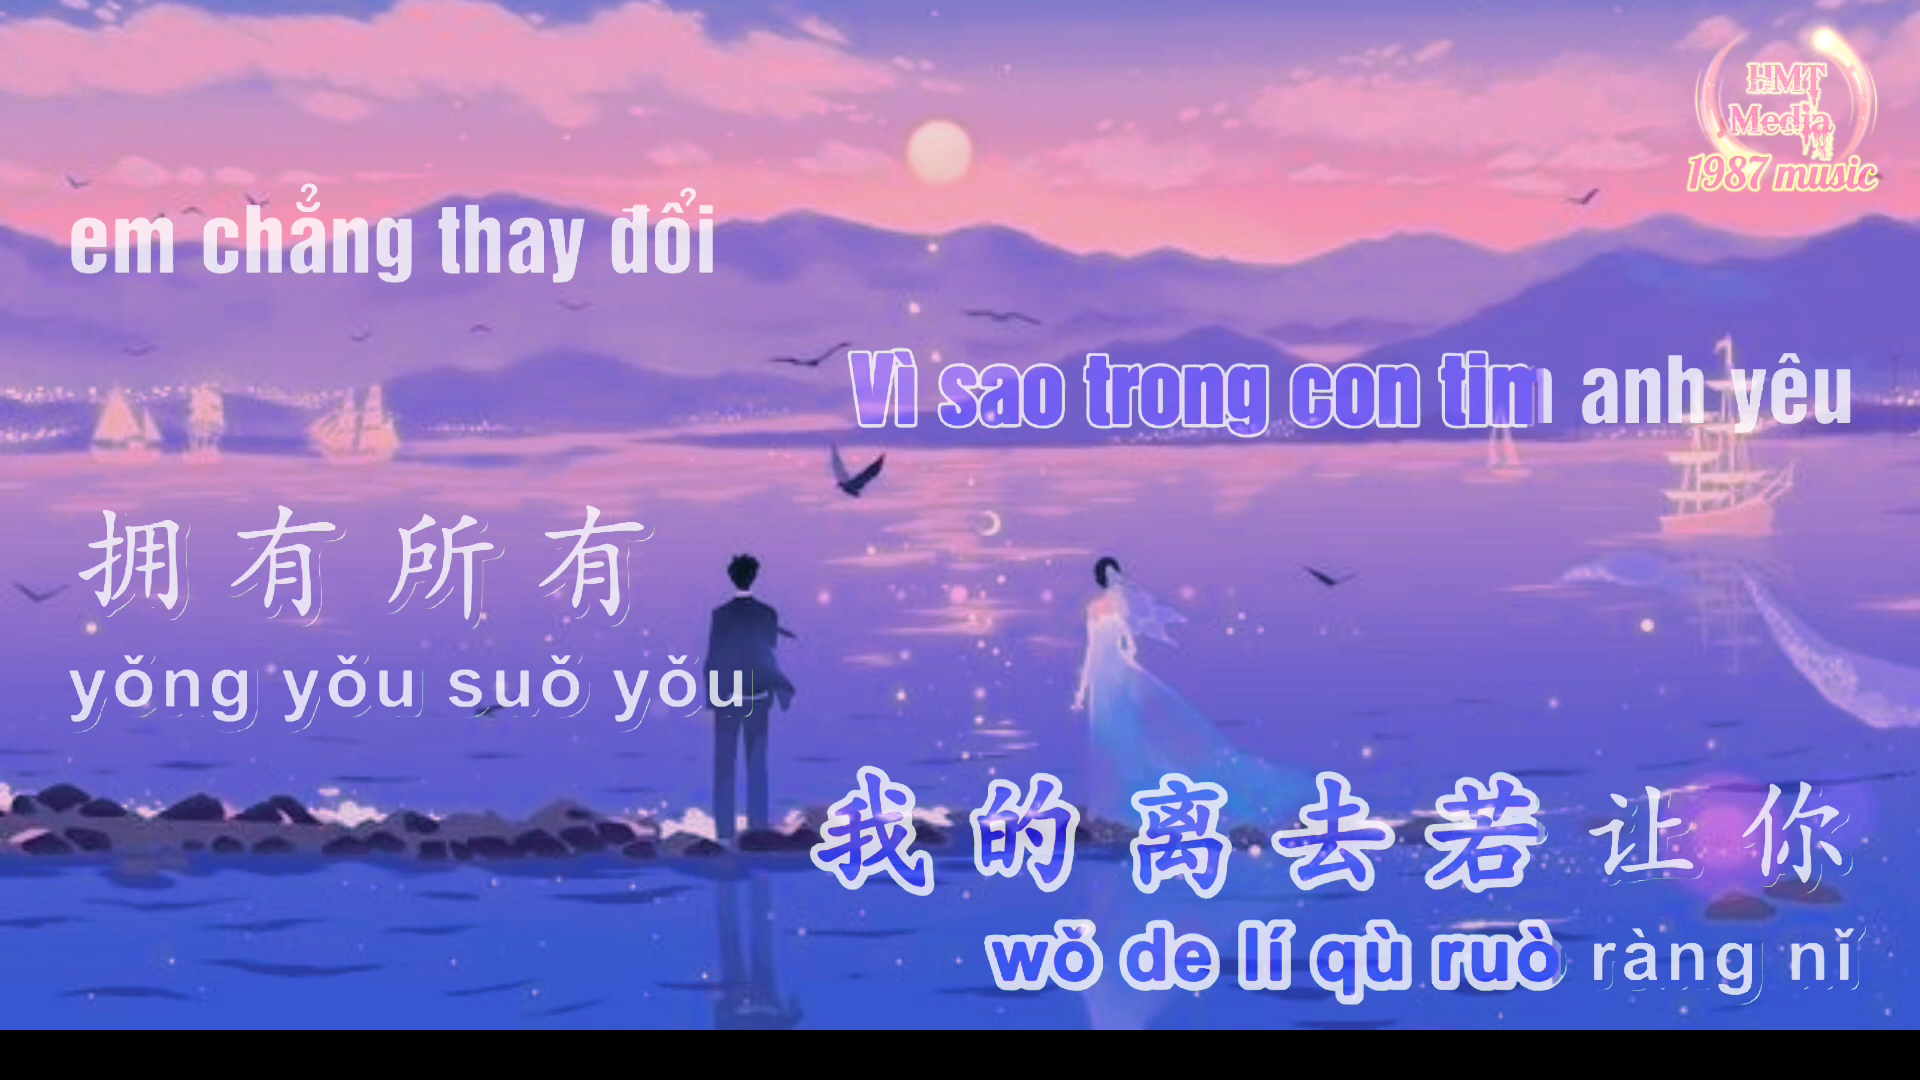 HMT
Media
1987 music
em chẳng thay đổi
Vì sao trong con tim anh yêu
拥有所有
yǒng yǒu suǒ yǒu
我的离去若让你
wǒ de lí qù ruò ràng nǐ